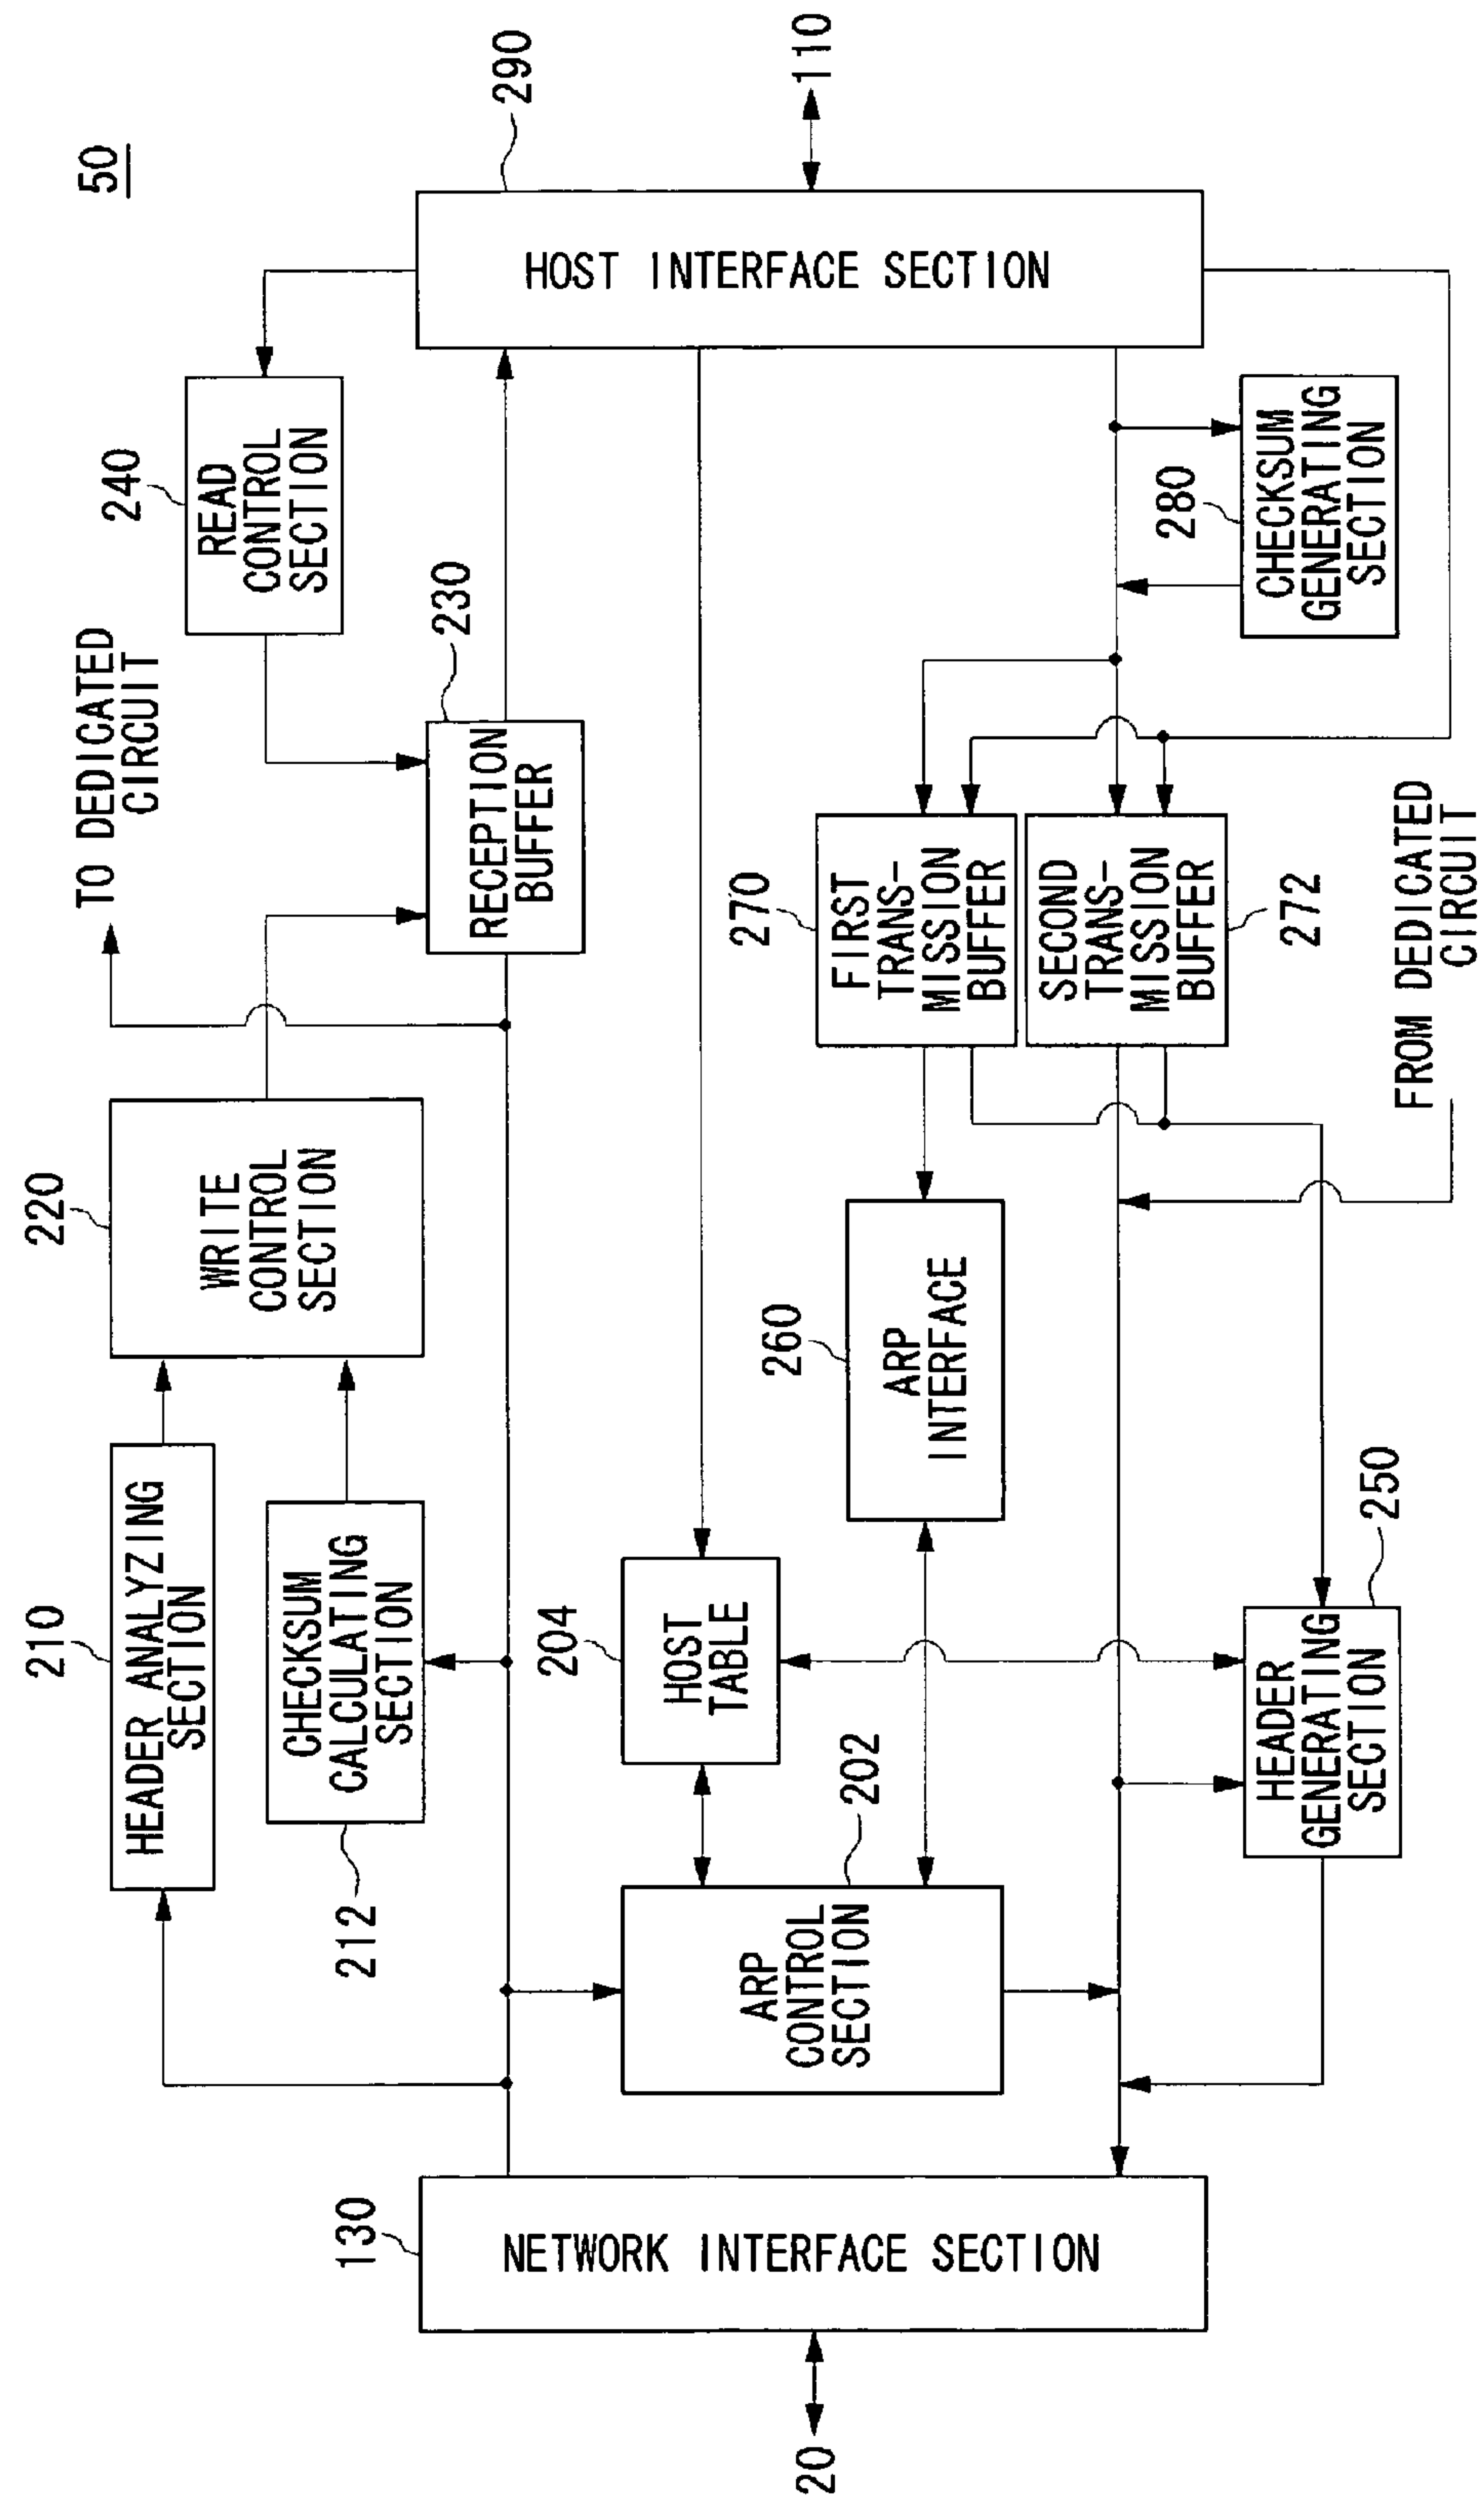 50
210
HEADER ANALYZING
SECTION
220
WRITE
CONTROL
SECTION
TO DEDICATED
CIRCUIT
240
READ
CONTROL
SECTION
212
CHECKSUM
CALCULATING
SECTION
230
RECEPTION
BUFFER
290
HOST INTERFACE SECTION
110
130
NETWORK INTERFACE SECTION
20
204
HOST
TABLE
202
ARP
CONTROL
SECTION
260
ARP
INTERFACE
270
FIRST
TRANS-
MISSION
BUFFER
SECOND
TRANS-
MISSION
BUFFER
272
280
CHECKSUM
GENERATING
SECTION
HEADER
GENERATING
SECTION
250
FROM DEDICATED
CIRCUIT